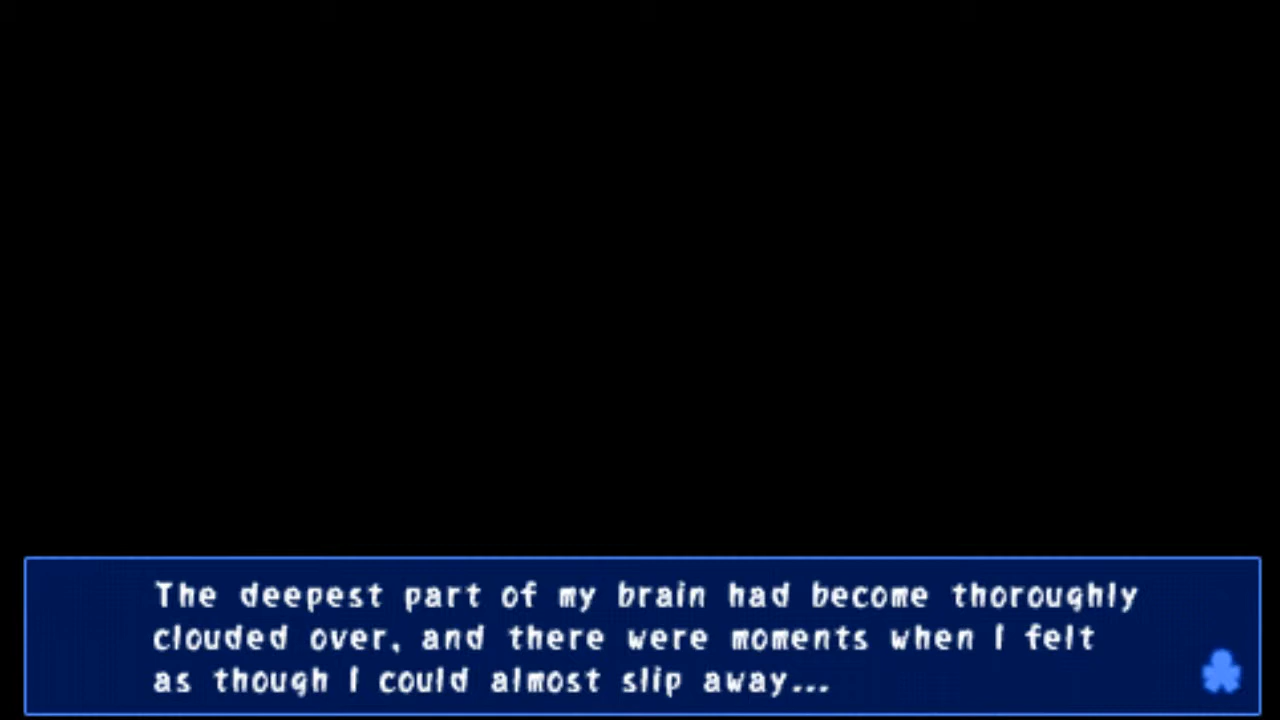 The deepest part of my brain had become thoroughly
clouded over, and there were moments when I felt
as though I could almost slip away...